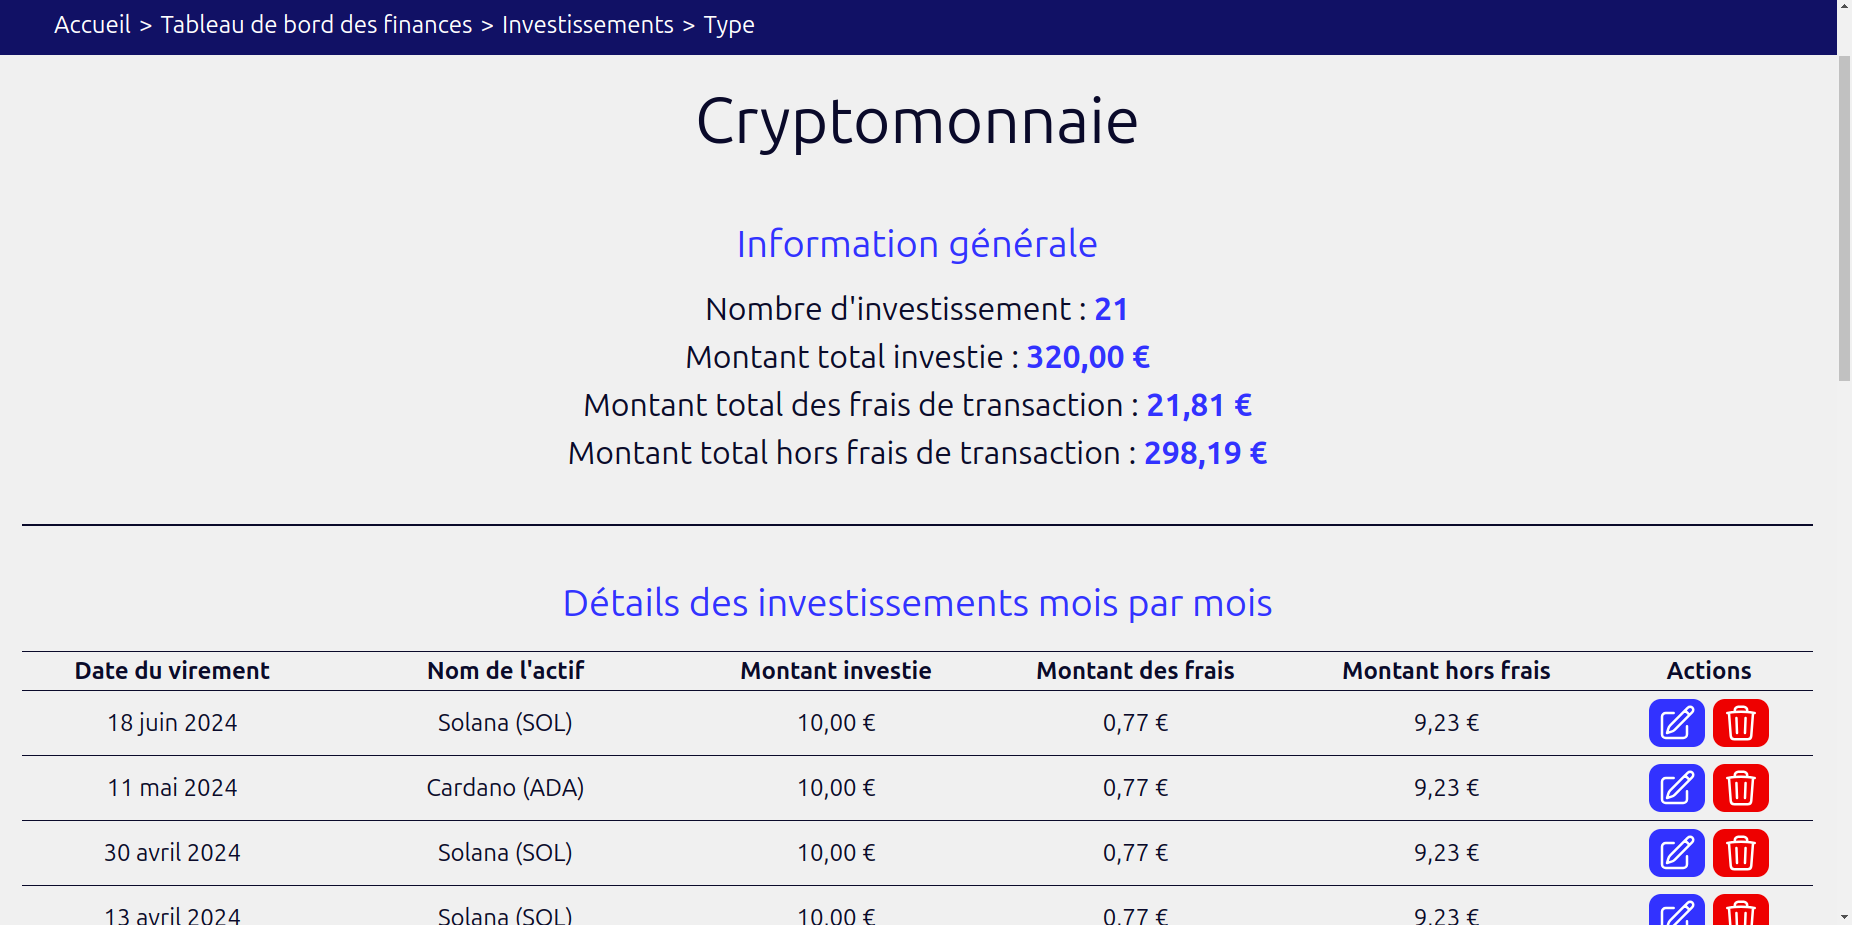 Accueil > Tableau de bord des finances > Investissements > Type
Cryptomonnaie
Information générale
Nombre d'investissement : 21
Montant total investie : 320,00 €
Montant total des frais de transaction : 21,81 €
Montant total hors frais de transaction : 298,19 €
Détails des investissements mois par mois
Date du virement Nom de l'actif Montant investie Montant des frais Montant hors frais Actions
18 juin 2024 Solana (SOL) 10,00 € 0,77 € 9,23 €
11 mai 2024 Cardano (ADA) 10,00 € 0,77 € 9,23 €
30 avril 2024 Solana (SOL) 10,00 € 0,77 € 9,23 €
13 avril 2024 Solana (SOL) 10,00 € 0,77 € 9,23 €